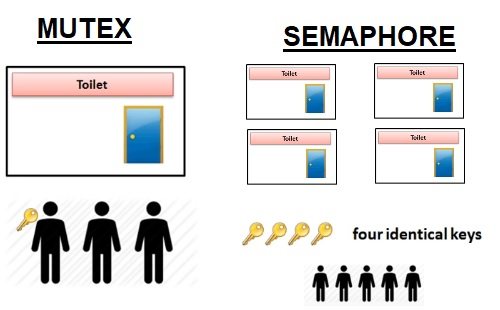 MUTEX
Toilet
SEMAPHORE
Toilet
Toilet
Toilet
Toilet
four identical keys